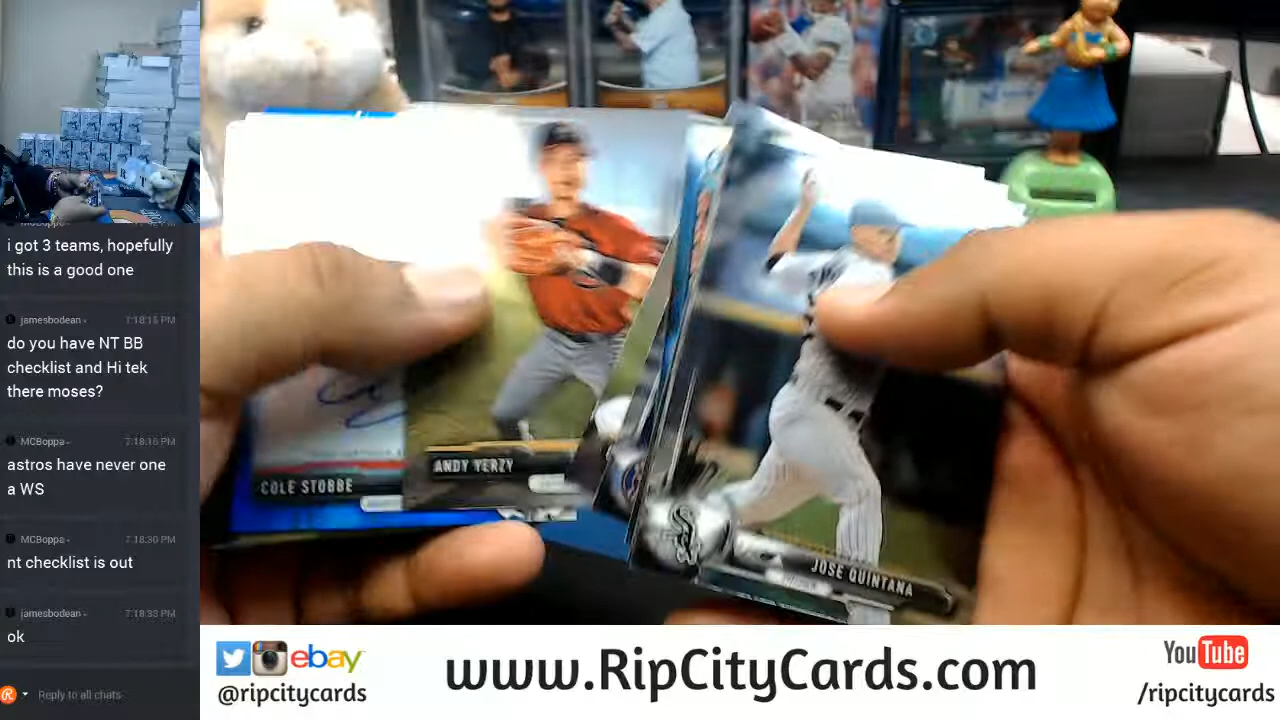 i got 3 teams, hopefully
this is a good one
jamesbodean - 7:18:15 PM
do you have NT BB
checklist and Hi tek
there moses?
MCBoppa - 7:18:16 PM
astros have never one
a WS
MCBoppa - 7:18:30 PM
nt checklist is out
jamesbodean - 7:18:33 PM
ok
Reply to all chats
COLE STOBBE
ANDY YERZY
Sox
JOSE QUINTANA
ebay
@ripcitycards
www.RipCityCards.com
YouTube
/ripcitycards